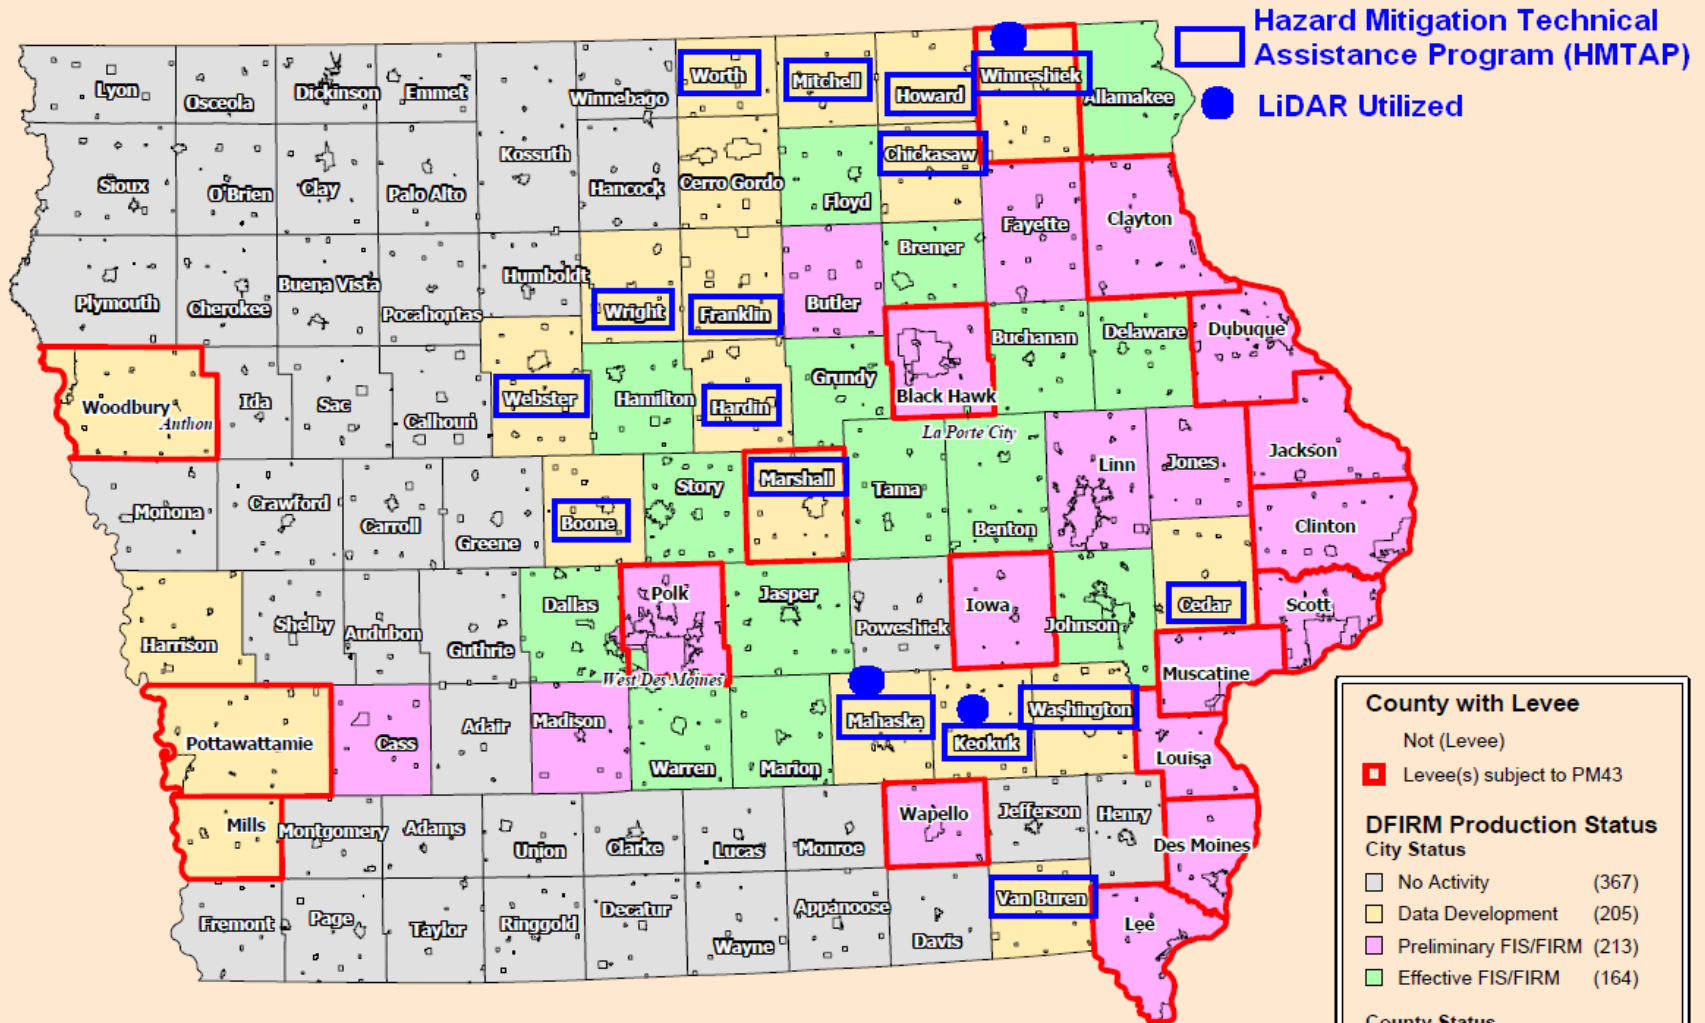 Hazard Mitigation Technical
Assistance Program (HMTAP)
LiDAR Utilized
Lyon
Osceola
Dickinson
Emmet
Winnebago
Worth
Mitchell
Howard
Winneshiek
Allamakee
Sioux
O'Brien
Clay
Palo Alto
Kossuth
Hancock
Cerro Gordo
Floyd
Chickasaw
Fayette
Clayton
Plymouth
Cherokee
Buena Vista
Pocahontas
Humboldt
Wright
Franklin
Butler
Bremer
Buchanan
Delaware
Dubuque
Woodbury
Anthon
Ida
Sac
Calhoun
Webster
Hamilton
Hardin
Grundy
Black Hawk
La Porte City
Linn
Jones
Jackson
Monona
Crawford
Carroll
Greene
Boone
Story
Marshall
Tama
Benton
Clinton
Harrison
Shelby
Audubon
Guthrie
Dallas
Polk
West Des Moines
Jasper
Poweshiek
Iowa
Johnson
Cedar
Scott
Muscatine
Pottawattamie
Cass
Adair
Madison
Warren
Marion
Mahaska
Keokuk
Washington
Louisa
Mills
Montgomery
Adams
Union
Clarke
Lucas
Monroe
Wapello
Jefferson
Henry
Des Moines
Fremont
Page
Taylor
Ringgold
Decatur
Wayne
Appanoose
Davis
Van Buren
Lee
County with Levee
Not (Levee)
Levee(s) subject to PM43
DFIRM Production Status
City Status
No Activity (367)
Data Development (205)
Preliminary FIS/FIRM (213)
Effective FIS/FIRM (164)
County Status